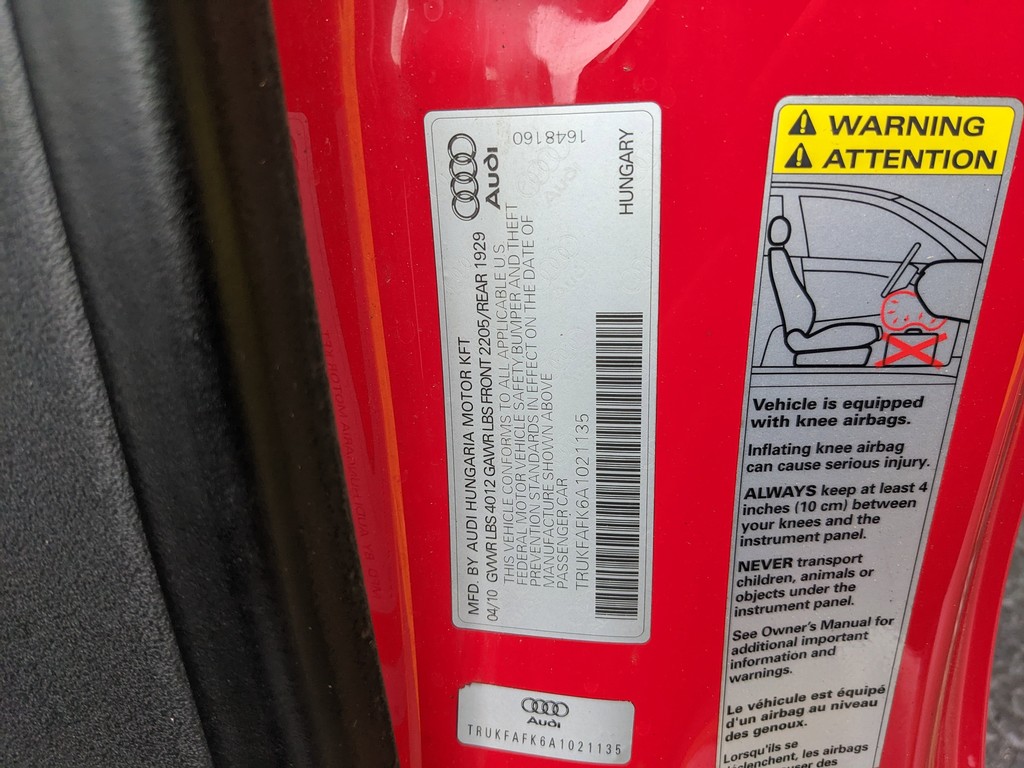 Audi
1648160
HUNGARY
MFD. BY AUDI HUNGARIA MOTOR KFT
04/10 GVWR LBS 4012 GAWR LBS FRONT 2205/REAR 1929
THIS VEHICLE CONFORMS TO ALL APPLICABLE U.S.
FEDERAL MOTOR VEHICLE SAFETY, BUMPER AND THEFT
PREVENTION STANDARDS IN EFFECT ON THE DATE OF
MANUFACTURE SHOWN ABOVE
PASSENGER CAR
TRUKFAFK6A1021135
Audi
TRUKFAFK6A1021135
WARNING
ATTENTION
Vehicle is equipped
with knee airbags.
Inflating knee airbag
can cause serious injury.
ALWAYS keep at least 4
inches (10 cm) between
your knees and the
instrument panel.
NEVER transport
children, animals or
objects under the
instrument panel.
See Owner's Manual for
additional important
information and
warnings.
Le véhicule est équipé
d'un airbag au niveau
des genoux.
Lorsqu'ils se
déclenchent, les airbags